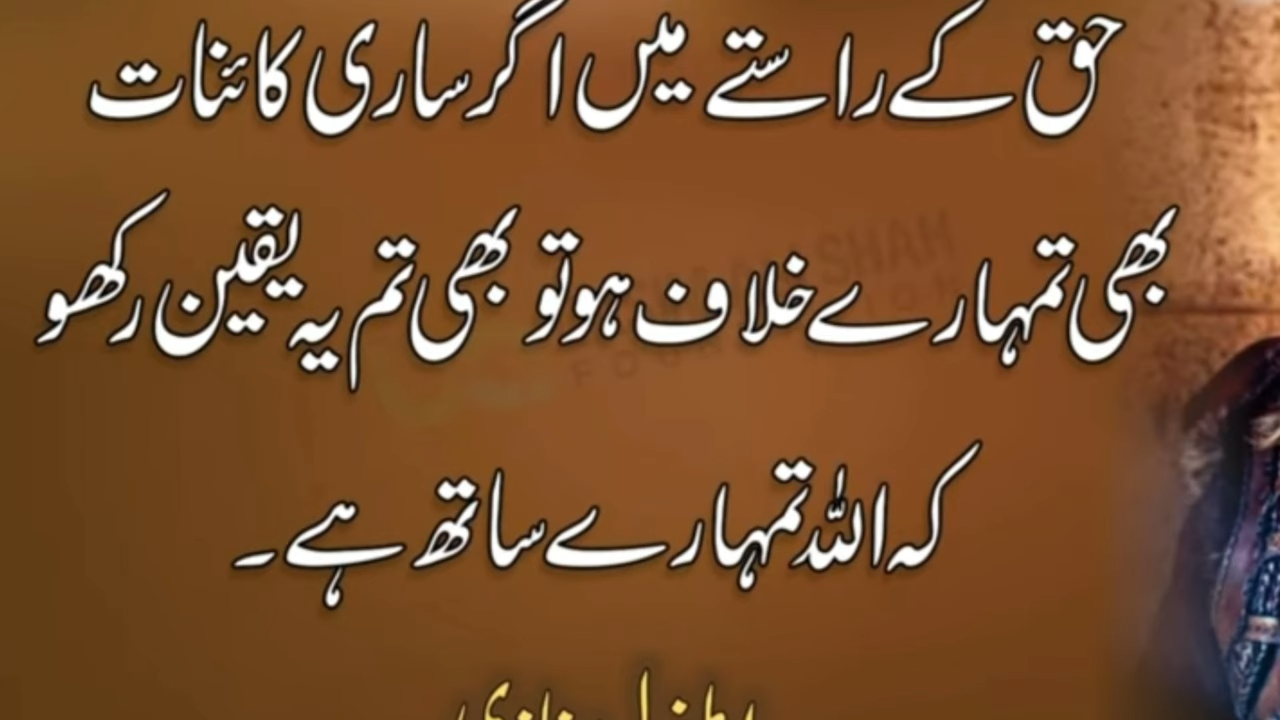 حق کے راستے میں اگر ساری کائنات
بھی تمہارے خلاف ہو تو بھی تم یہ یقین رکھو
کہ اللہ تمہارے ساتھ ہے۔
SHAH